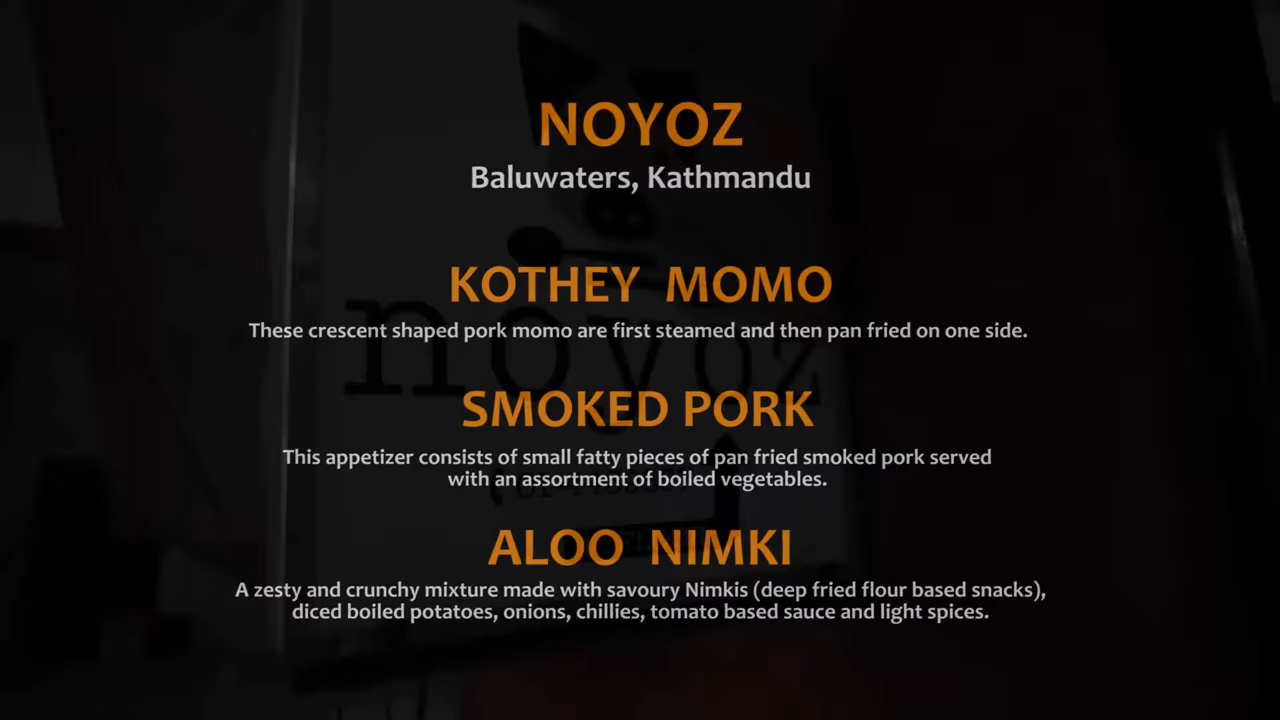 NOYOZ
Baluwaters, Kathmandu
KOTHEY MOMO
These crescent shaped pork momo are first steamed and then pan fried on one side.
noyoz
SMOKED PORK
This appetizer consists of small fatty pieces of pan fried smoked pork served
with an assortment of boiled vegetables.
ALOO NIMKI
A zesty and crunchy mixture made with savoury Nimkis (deep fried flour based snacks),
diced boiled potatoes, onions, chillies, tomato based sauce and light spices.